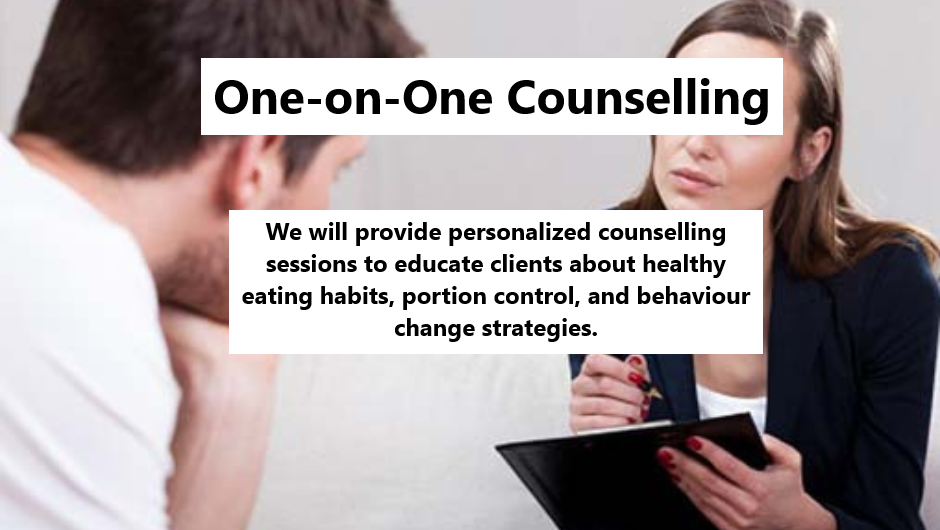 One-on-One Counselling
We will provide personalized counselling
sessions to educate clients about healthy
eating habits, portion control, and behaviour
change strategies.